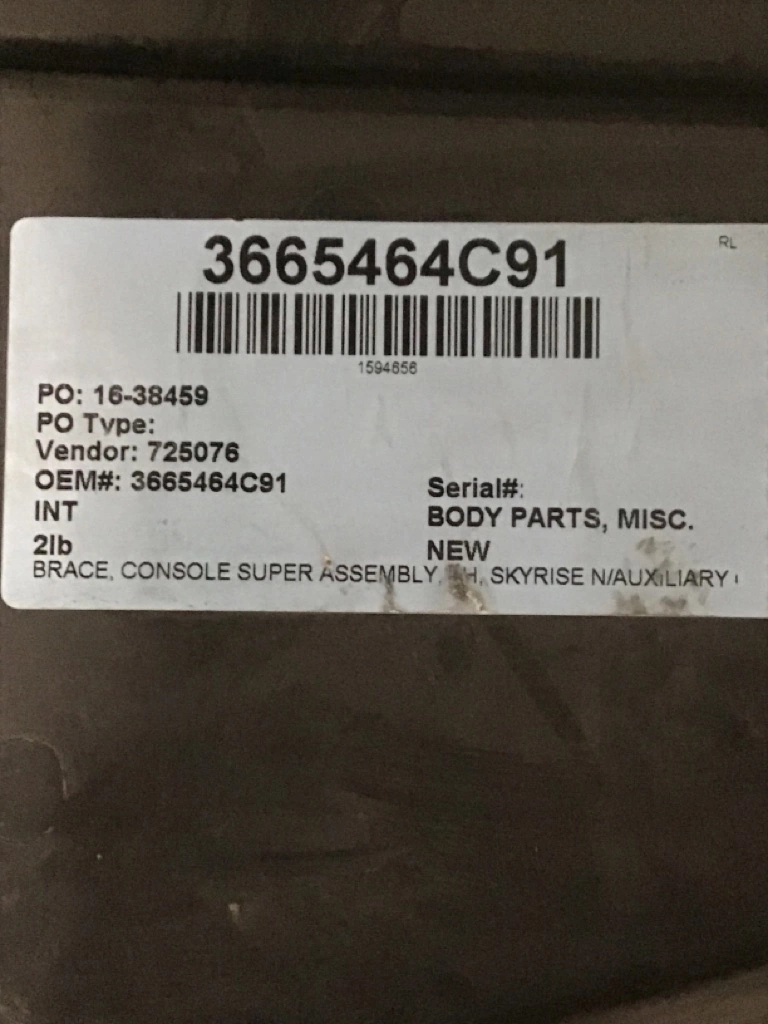 3665464C91
RL
1594656
PO: 16-38459
PO Type:
Vendor: 725076
OEM#: 3665464C91
Serial#:
INT
BODY PARTS, MISC.
2lb
NEW
BRACE, CONSOLE SUPER ASSEMBLY, SKYRISE N/AUXILIARY